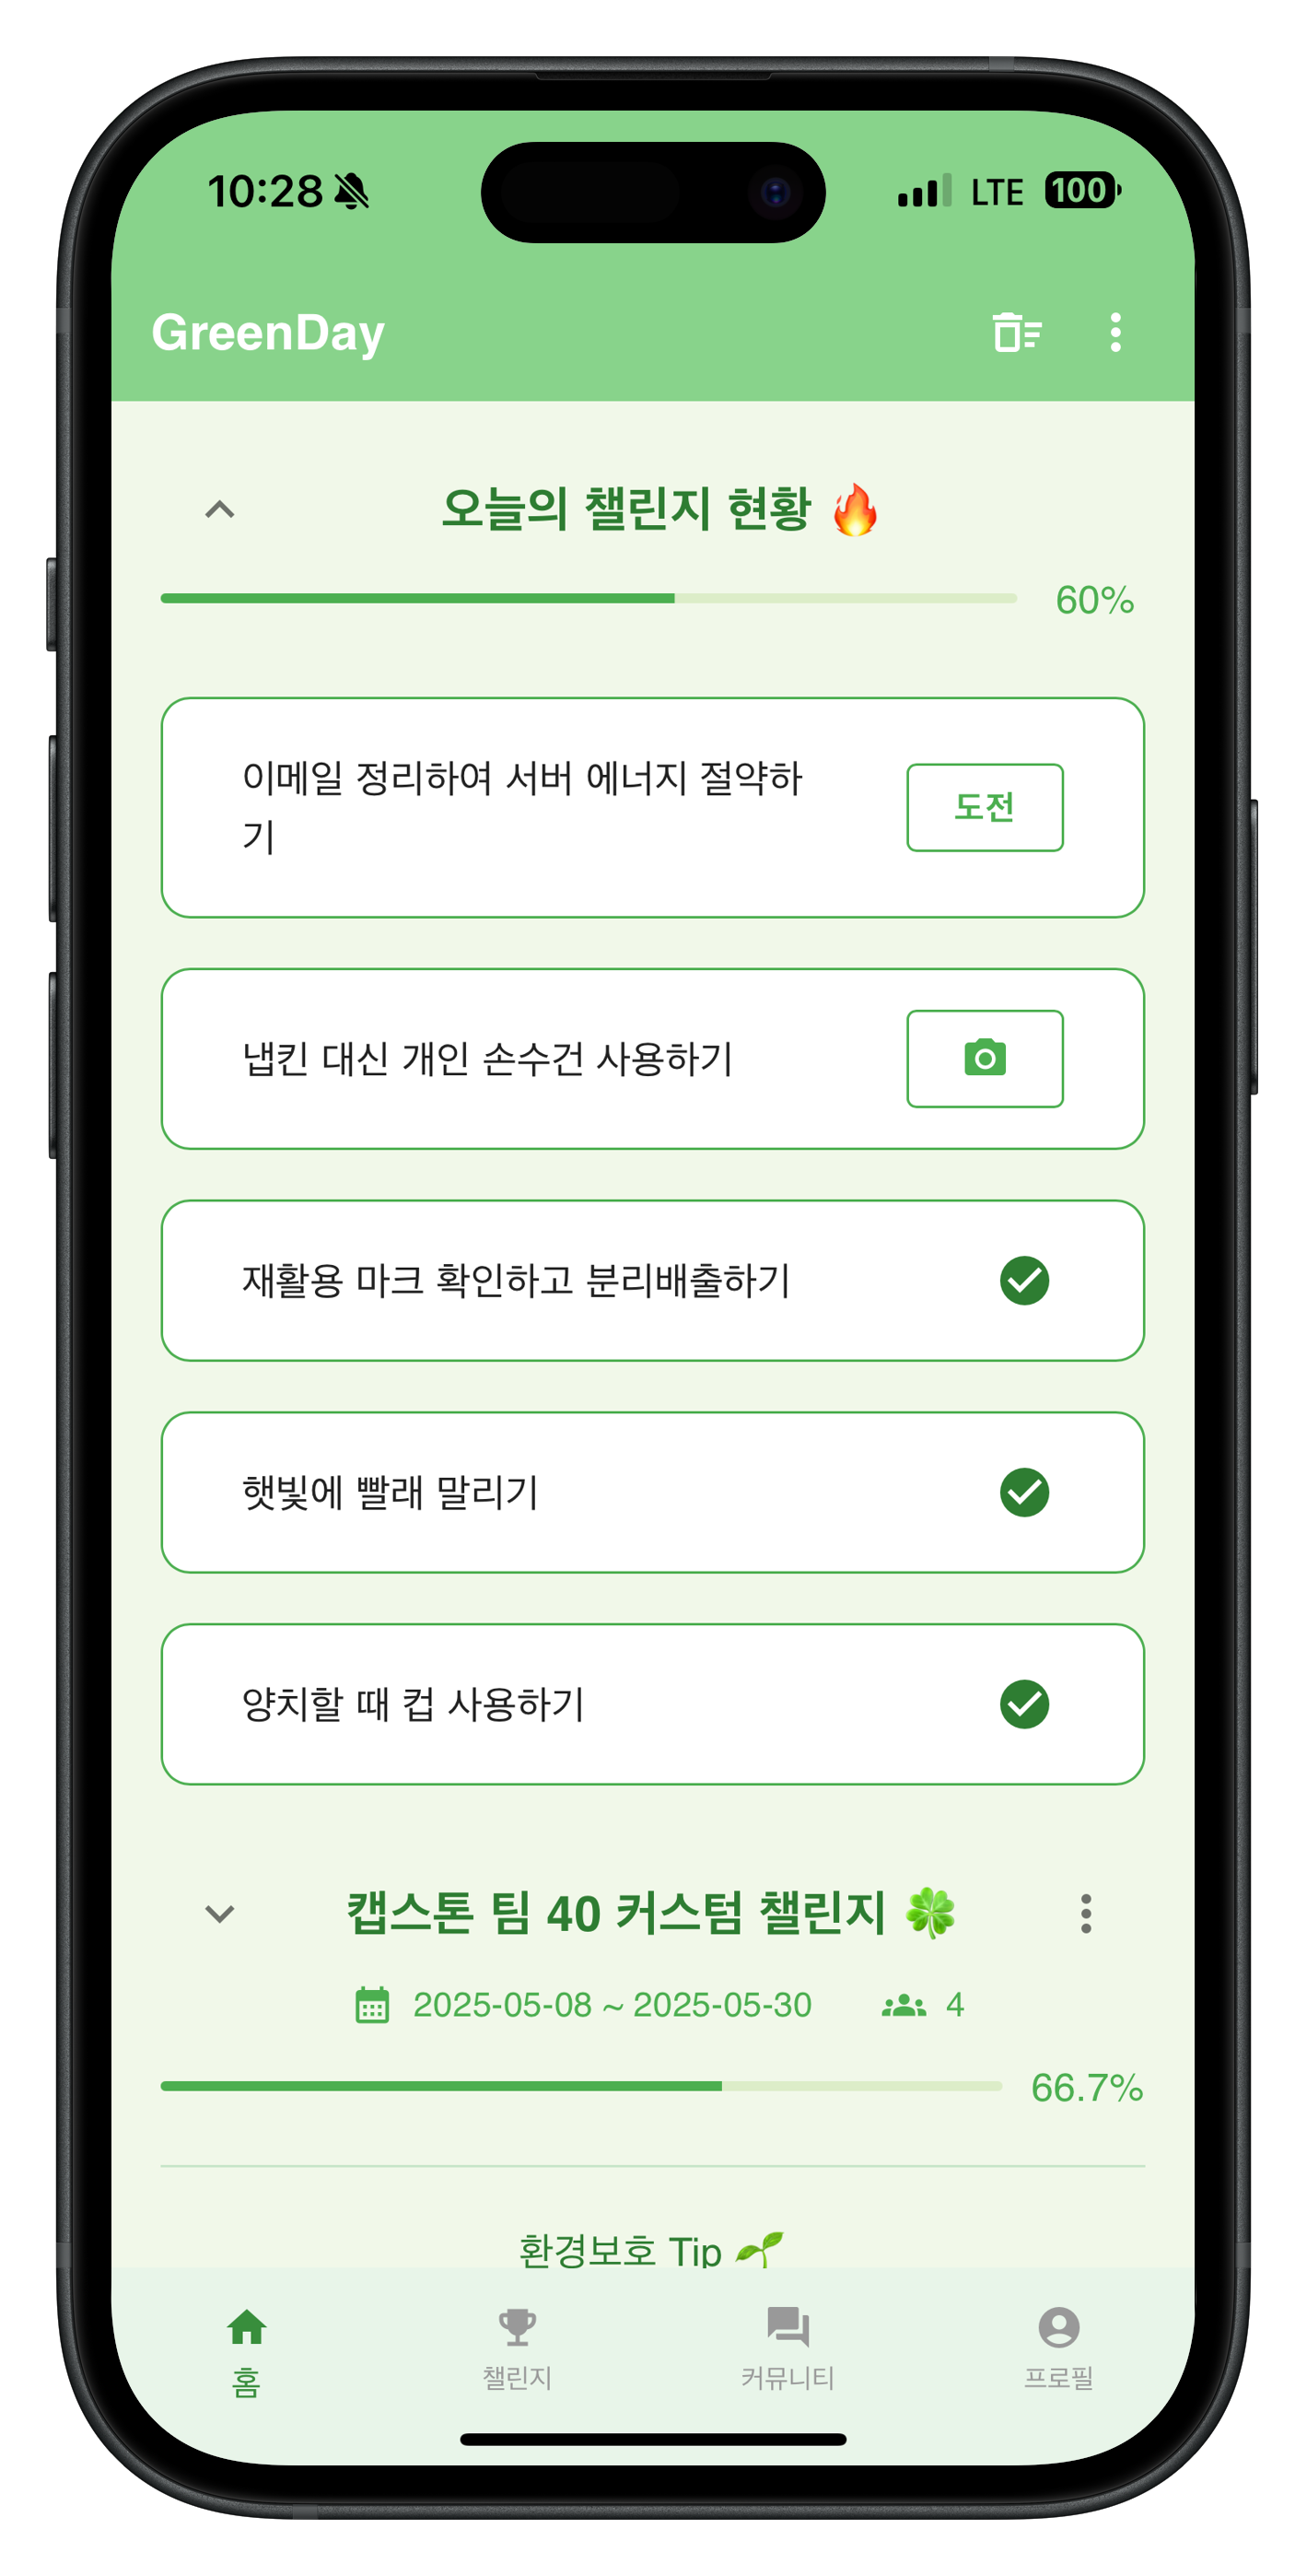 10:28 LTE 100
GreenDay
오늘의 챌린지 현황 🔥
60%
이메일 정리하여 서버 에너지 절약하
기
도전
냅킨 대신 개인 손수건 사용하기
재활용 마크 확인하고 분리배출하기
햇빛에 빨래 말리기
양치할 때 컵 사용하기
캡스톤 팀 40 커스텀 챌린지 🍀
2025-05-08 ~ 2025-05-30 4
66.7%
환경보호 Tip 🌱
홈 챌린지 커뮤니티 프로필